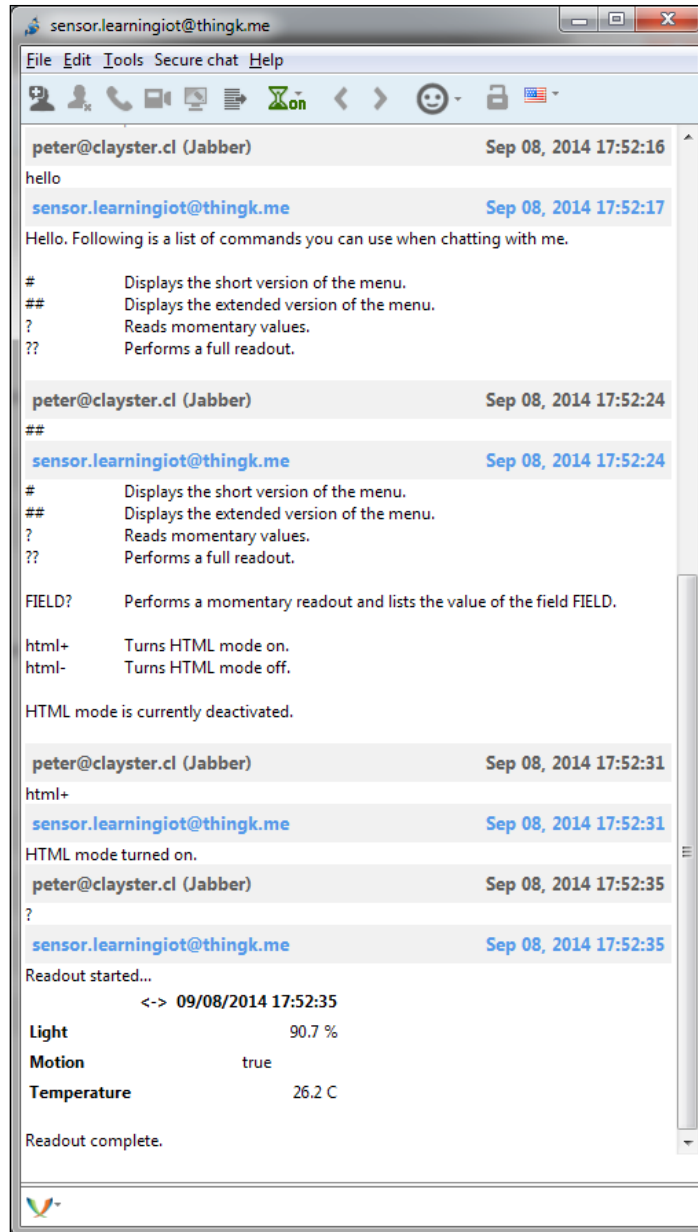 sensor.learningiot@thingk.me
File Edit Tools Secure chat Help
on
peter@clayster.cl (Jabber) Sep 08, 2014 17:52:16
hello
sensor.learningiot@thingk.me Sep 08, 2014 17:52:17
Hello. Following is a list of commands you can use when chatting with me.
# Displays the short version of the menu.
## Displays the extended version of the menu.
? Reads momentary values.
?? Performs a full readout.
peter@clayster.cl (Jabber) Sep 08, 2014 17:52:24
##
sensor.learningiot@thingk.me Sep 08, 2014 17:52:24
# Displays the short version of the menu.
## Displays the extended version of the menu.
? Reads momentary values.
?? Performs a full readout.
FIELD? Performs a momentary readout and lists the value of the field FIELD.
html+ Turns HTML mode on.
html- Turns HTML mode off.
HTML mode is currently deactivated.
peter@clayster.cl (Jabber) Sep 08, 2014 17:52:31
html+
sensor.learningiot@thingk.me Sep 08, 2014 17:52:31
HTML mode turned on.
peter@clayster.cl (Jabber) Sep 08, 2014 17:52:35
?
sensor.learningiot@thingk.me Sep 08, 2014 17:52:35
Readout started...
<-> 09/08/2014 17:52:35
Light 90.7 %
Motion true
Temperature 26.2 C
Readout complete.